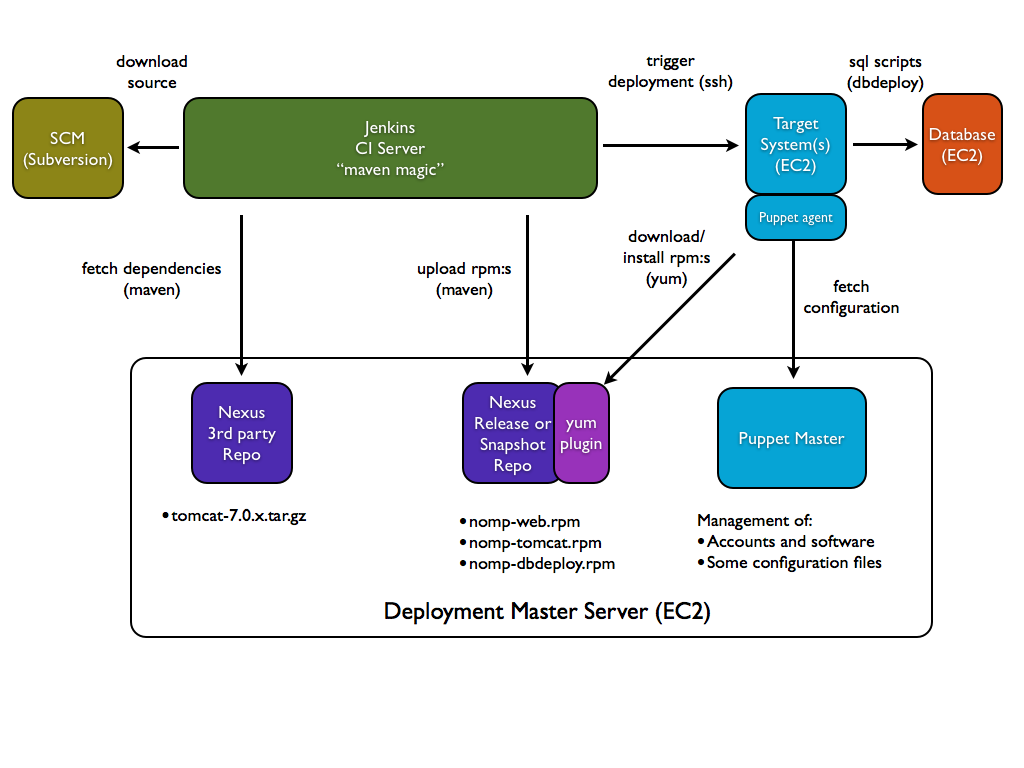 download
source
trigger
deployment (ssh)
sql scripts
(dbdeploy)
SCM
(Subversion)
Jenkins
CI Server
“maven magic”
Target
System(s)
(EC2)
Database
(EC2)
Puppet agent
fetch dependencies
(maven)
upload rpm:s
(maven)
download/
install rpm:s
(yum)
fetch
configuration
Nexus
3rd party
Repo
Nexus
Release or
Snapshot
Repo
yum
plugin
Puppet Master
•tomcat-7.0.x.tar.gz
•nomp-web.rpm
•nomp-tomcat.rpm
•nomp-dbdeploy.rpm
Management of:
•Accounts and software
•Some configuration files
Deployment Master Server (EC2)